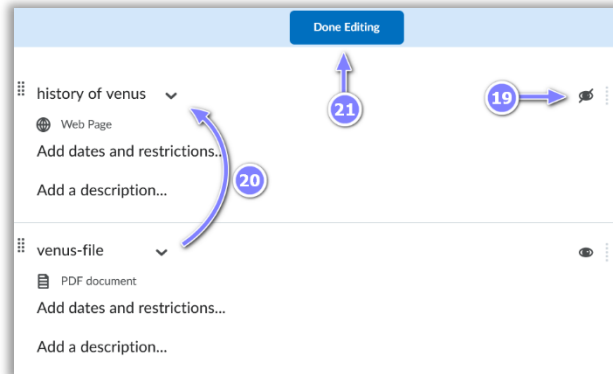 Done Editing
21
history of venus
19
Web Page
Add dates and restrictions...
20
Add a description...
venus-file
PDF document
Add dates and restrictions...
Add a description...